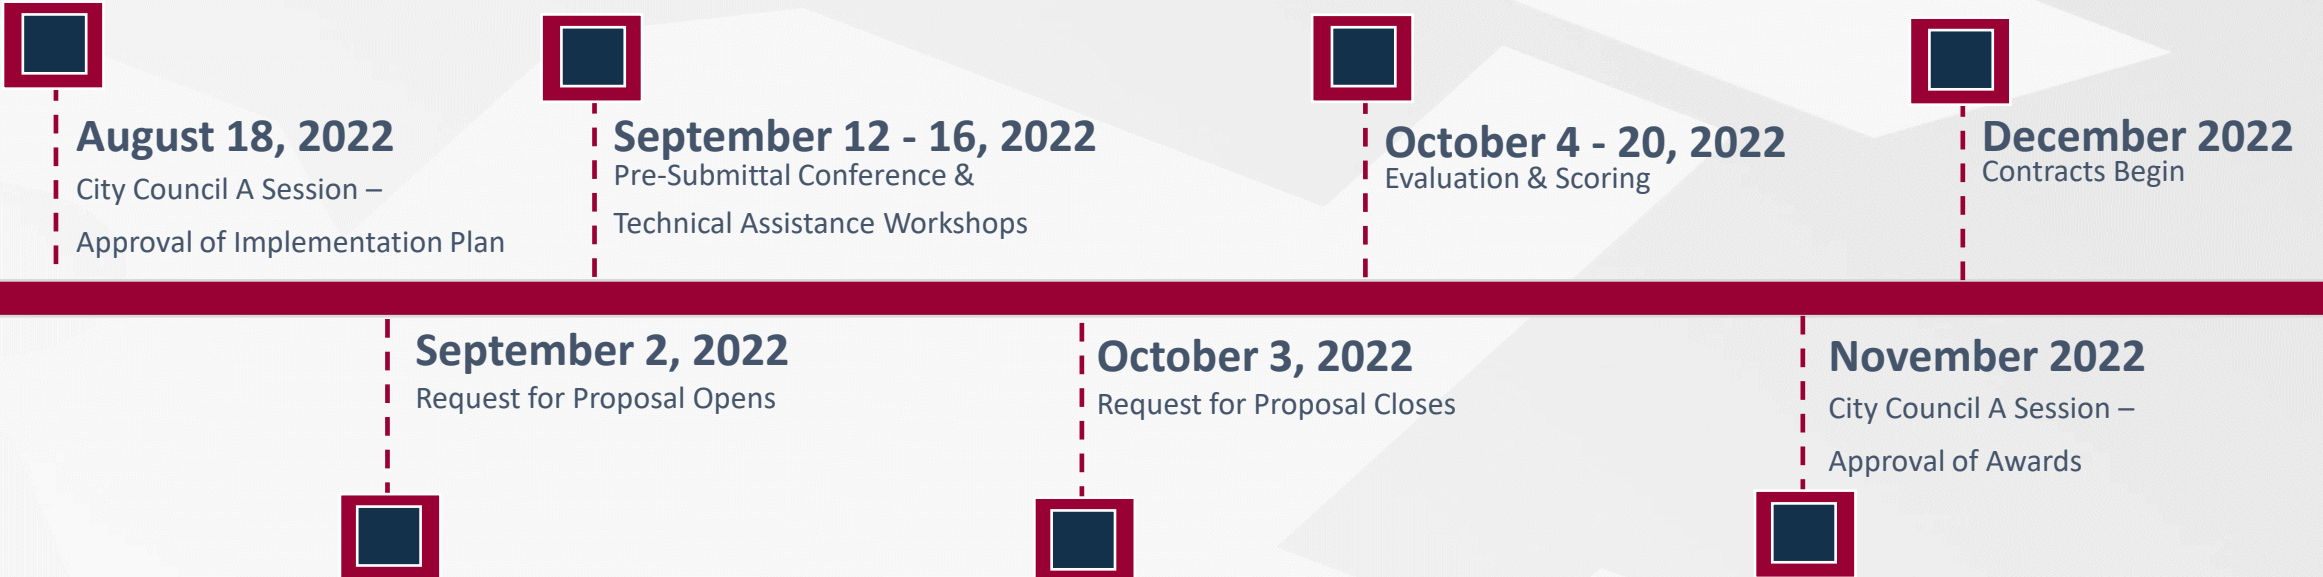 August 18, 2022
City Council A Session –
Approval of Implementation Plan
September 2, 2022
Request for Proposal Opens
September 12 - 16, 2022
Pre-Submittal Conference &
Technical Assistance Workshops
October 3, 2022
Request for Proposal Closes
October 4 - 20, 2022
Evaluation & Scoring
November 2022
City Council A Session –
Approval of Awards
December 2022
Contracts Begin